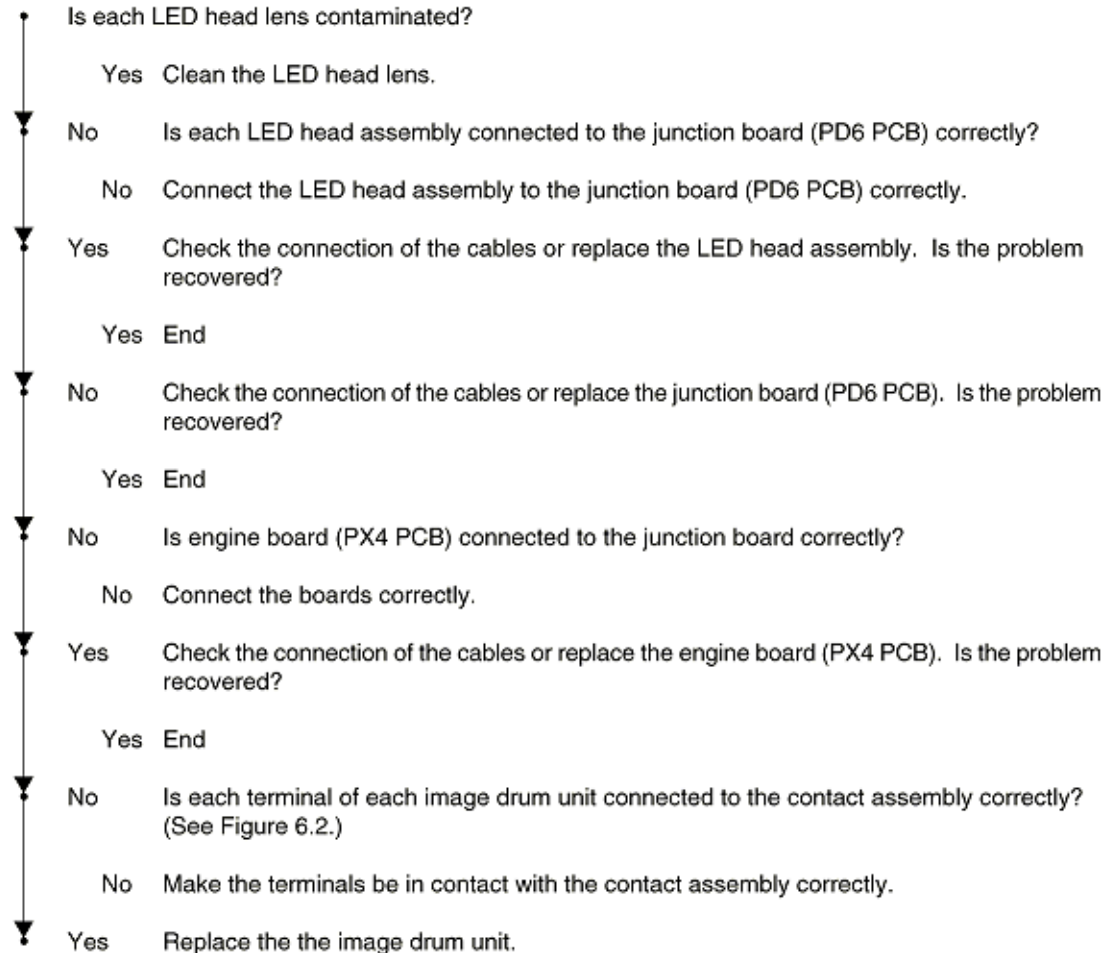 Is each LED head lens contaminated?
Yes Clean the LED head lens.
No Is each LED head assembly connected to the junction board (PD6 PCB) correctly?
No Connect the LED head assembly to the junction board (PD6 PCB) correctly.
Yes Check the connection of the cables or replace the LED head assembly. Is the problem
recovered?
Yes End
No Check the connection of the cables or replace the junction board (PD6 PCB). Is the problem
recovered?
Yes End
No Is engine board (PX4 PCB) connected to the junction board correctly?
No Connect the boards correctly.
Yes Check the connection of the cables or replace the engine board (PX4 PCB). Is the problem
recovered?
Yes End
No Is each terminal of each image drum unit connected to the contact assembly correctly?
(See Figure 6.2.)
No Make the terminals be in contact with the contact assembly correctly.
Yes Replace the the image drum unit.